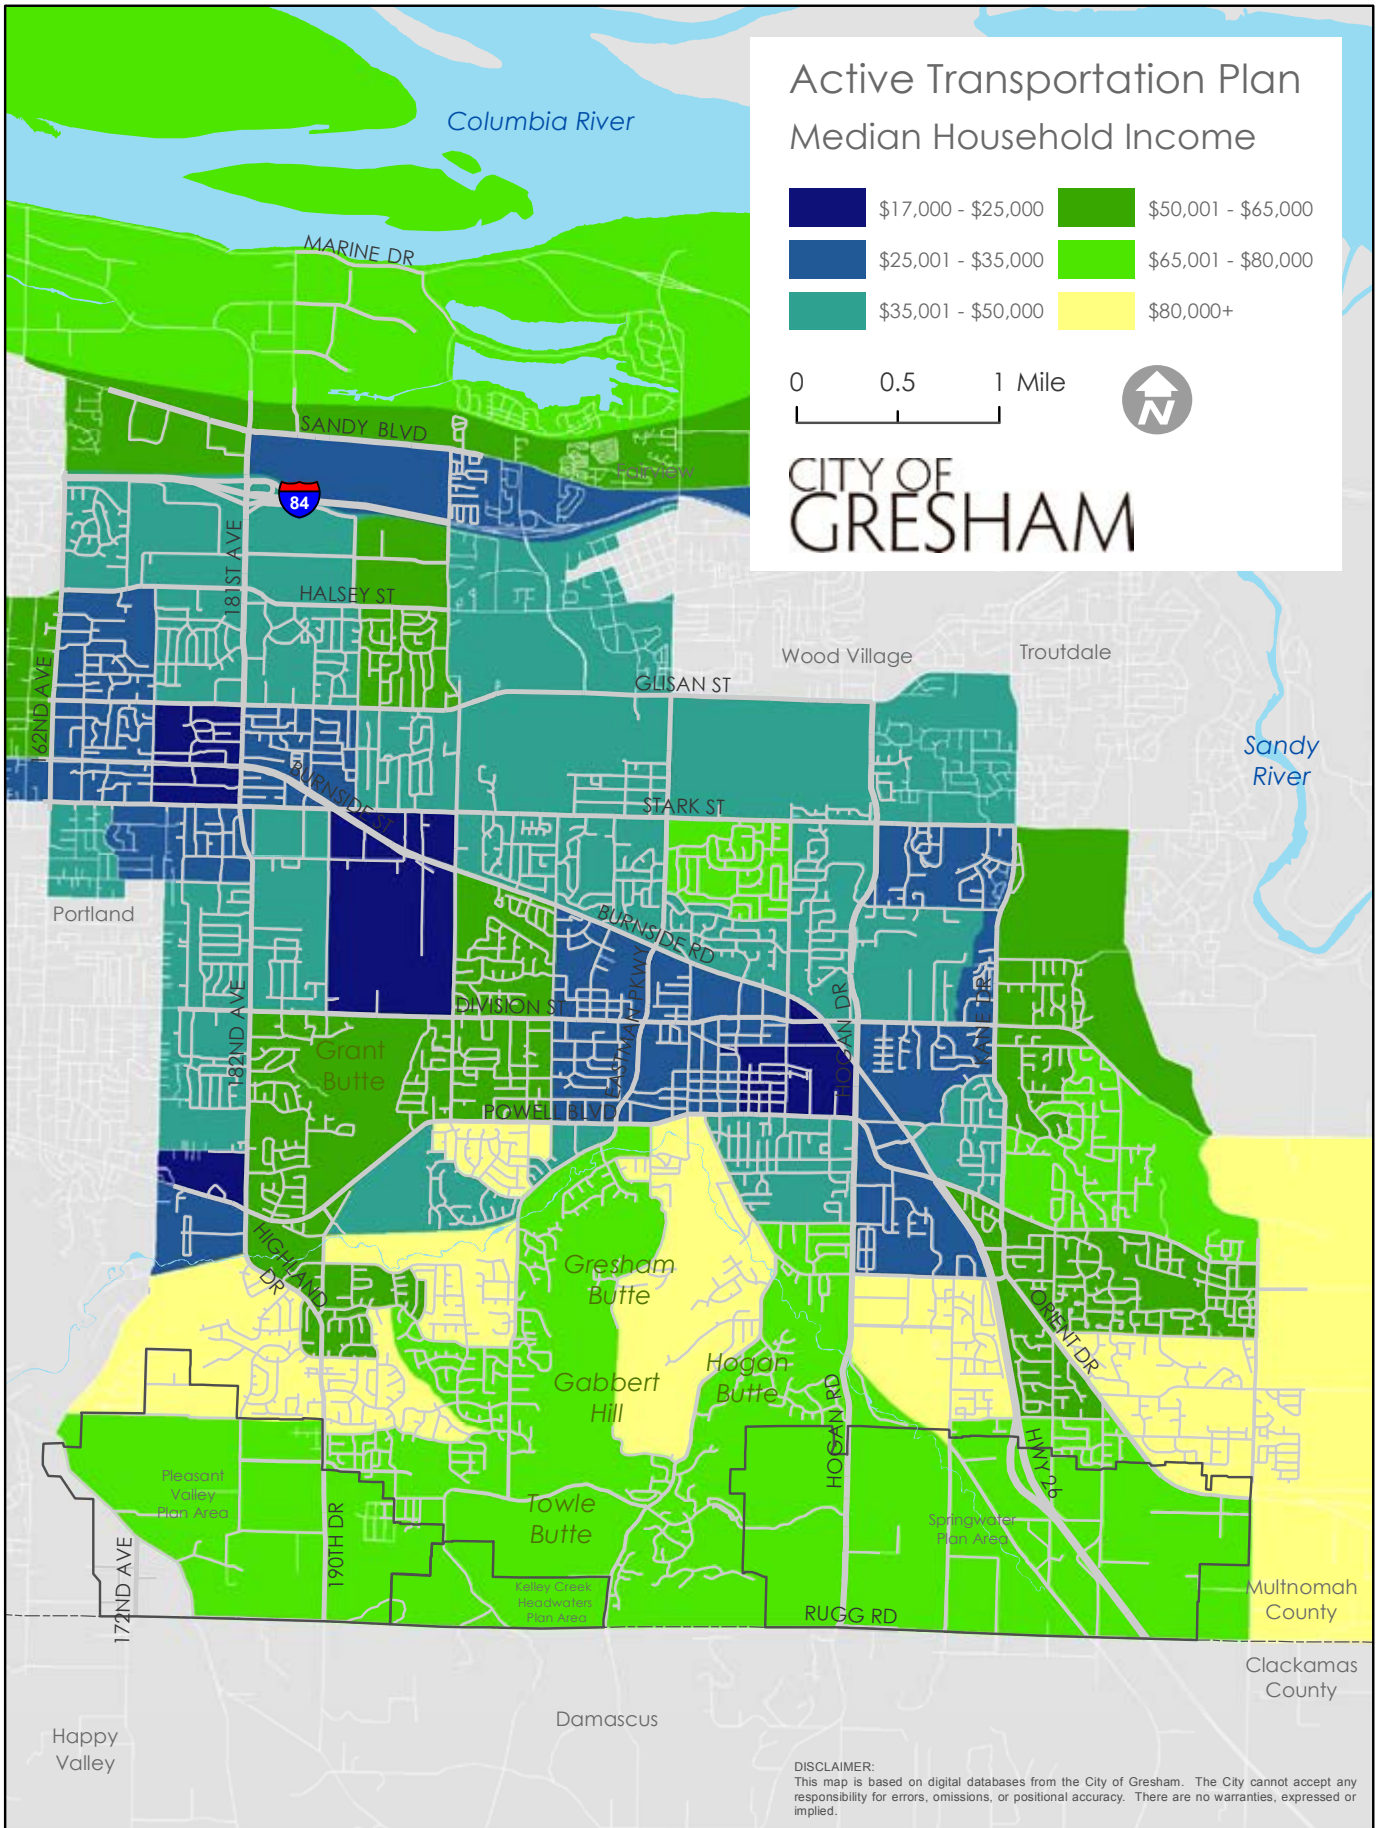 Active Transportation Plan
Median Household Income
$17,000 - $25,000
$50,001 - $65,000
$25,001 - $35,000
$65,001 - $80,000
$35,001 - $50,000
$80,000+
0 0.5 1 Mile
N
CITY OF
GRESHAM
Columbia River
MARINE DR
SANDY BLVD
Fairview
84
181ST AVE
HALSEY ST
Wood Village
Troutdale
162ND AVE
GLISAN ST
Sandy
River
BURNSIDE ST
STARK ST
Portland
BURNSIDE RD
EASTMAN PKWY
HOGAN DR
KANE DR
DIVISION ST
182ND AVE
Grant
Butte
POWELL BLVD
HIGHLAND
DR
Gresham
Butte
ORIENT DR
Hogan
Butte
Gabbert
Hill
HOGAN RD
HWY 26
Pleasant
Valley
Plan Area
190TH DR
Towle
Butte
Springwater
Plan Area
172ND AVE
Kelley Creek
Headwaters
Plan Area
RUGG RD
Multnomah
County
Clackamas
County
Damascus
Happy
Valley
DISCLAIMER:
This map is based on digital databases from the City of Gresham. The City cannot accept any
responsibility for errors, omissions, or positional accuracy. There are no warranties, expressed or
implied.